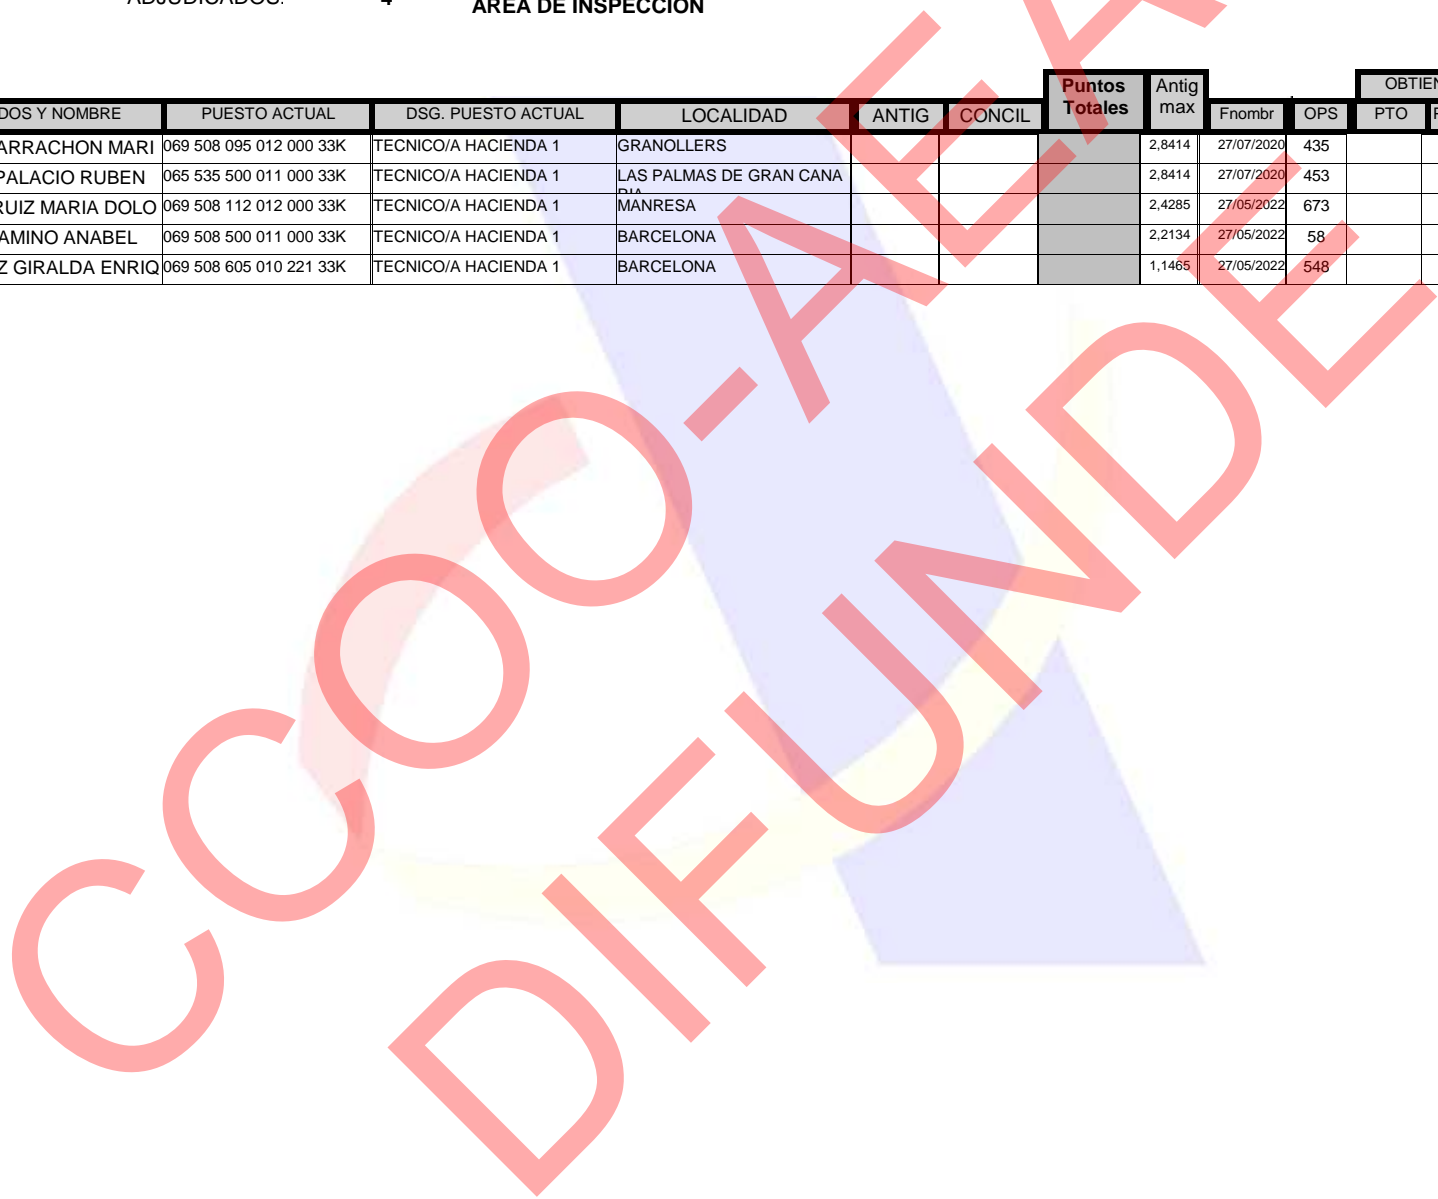 ADJUDICADOS: 4 AREA DE INSPECCION
Puntos Totales Antig max OBTIEN
DOS Y NOMBRE PUESTO ACTUAL DSG. PUESTO ACTUAL LOCALIDAD ANTIG CONCIL Fnombr OPS PTO
ARRACHON MARI 069 508 095 012 000 33K TECNICO/A HACIENDA 1 GRANOLLERS 2,8414 27/07/2020 435
PALACIO RUBEN 065 535 500 011 000 33K TECNICO/A HACIENDA 1 LAS PALMAS DE GRAN CANA RIA 2,8414 27/07/2020 453
RUIZ MARIA DOLO 069 508 112 012 000 33K TECNICO/A HACIENDA 1 MANRESA 2,4285 27/05/2022 673
AMINO ANABEL 069 508 500 011 000 33K TECNICO/A HACIENDA 1 BARCELONA 2,2134 27/05/2022 58
Z GIRALDA ENRIQ 069 508 605 010 221 33K TECNICO/A HACIENDA 1 BARCELONA 1,1465 27/05/2022 548
CCOO-AEA
DIFUNDE